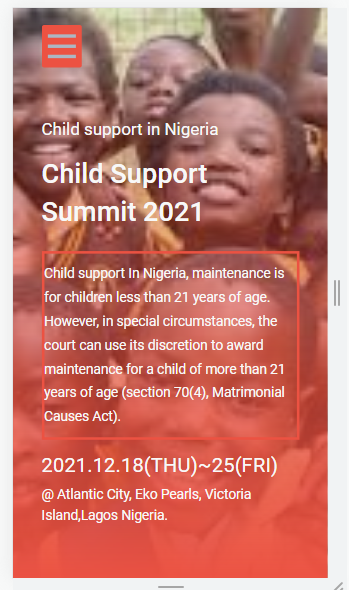 Child support in Nigeria
Child Support
Summit 2021
Child support In Nigeria, maintenance is
for children less than 21 years of age.
However, in special circumstances, the
court can use its discretion to award
maintenance for a child of more than 21
years of age (section 70(4), Matrimonial
Causes Act).
2021.12.18(THU)~25(FRI)
@ Atlantic City, Eko Pearls, Victoria
Island,Lagos Nigeria.